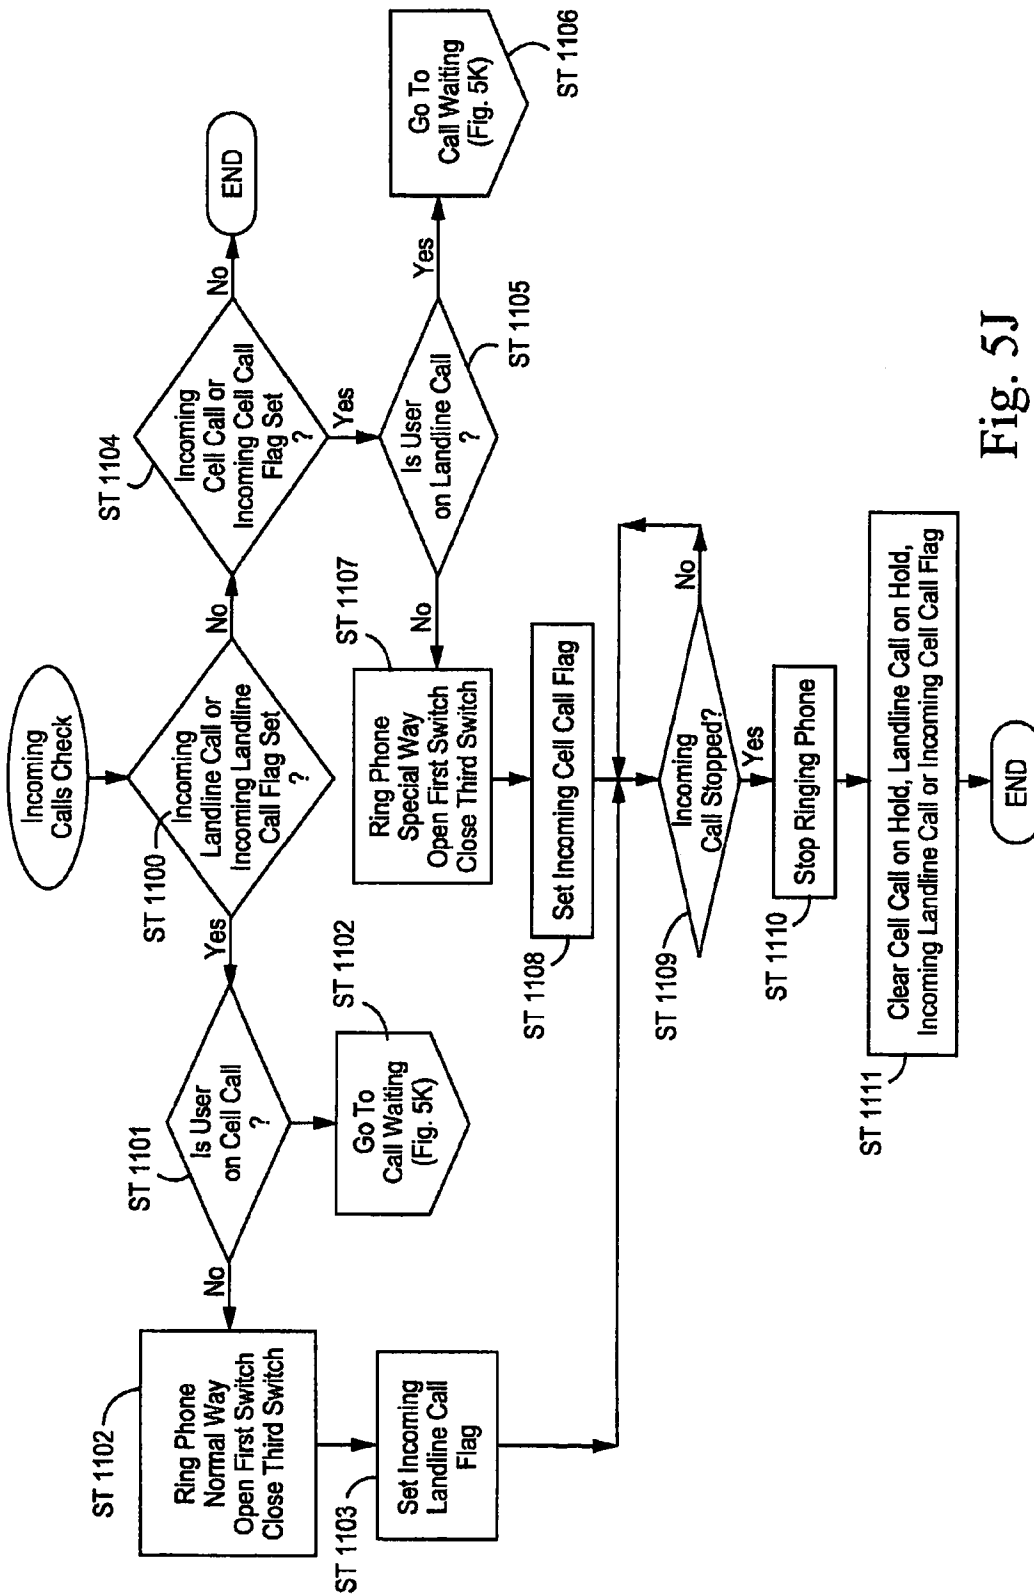 Incoming
Calls Check
ST 1100
Incoming
Landline Call or
Incoming Landline
Call Flag Set
?
Yes
No
ST 1101
Is User
on Cell Call
?
No
ST 1102
Go To
Call Waiting
(Fig. 5K)
ST 1102
Ring Phone
Normal Way
Open First Switch
Close Third Switch
ST 1103
Set Incoming
Landline Call
Flag
ST 1104
Incoming
Cell Call or
Incoming Cell Call
Flag Set
?
No
END
Yes
ST 1105
Is User
on Landline Call
?
Yes
ST 1106
Go To
Call Waiting
(Fig. 5K)
No
ST 1107
Ring Phone
Special Way
Open First Switch
Close Third Switch
ST 1108
Set Incoming Cell Call Flag
ST 1109
Incoming
Call Stopped?
No
Yes
ST 1110
Stop Ringing Phone
ST 1111
Clear Cell Call on Hold, Landline Call on Hold,
Incoming Landline Call or Incoming Cell Call Flag
END
Fig. 5J